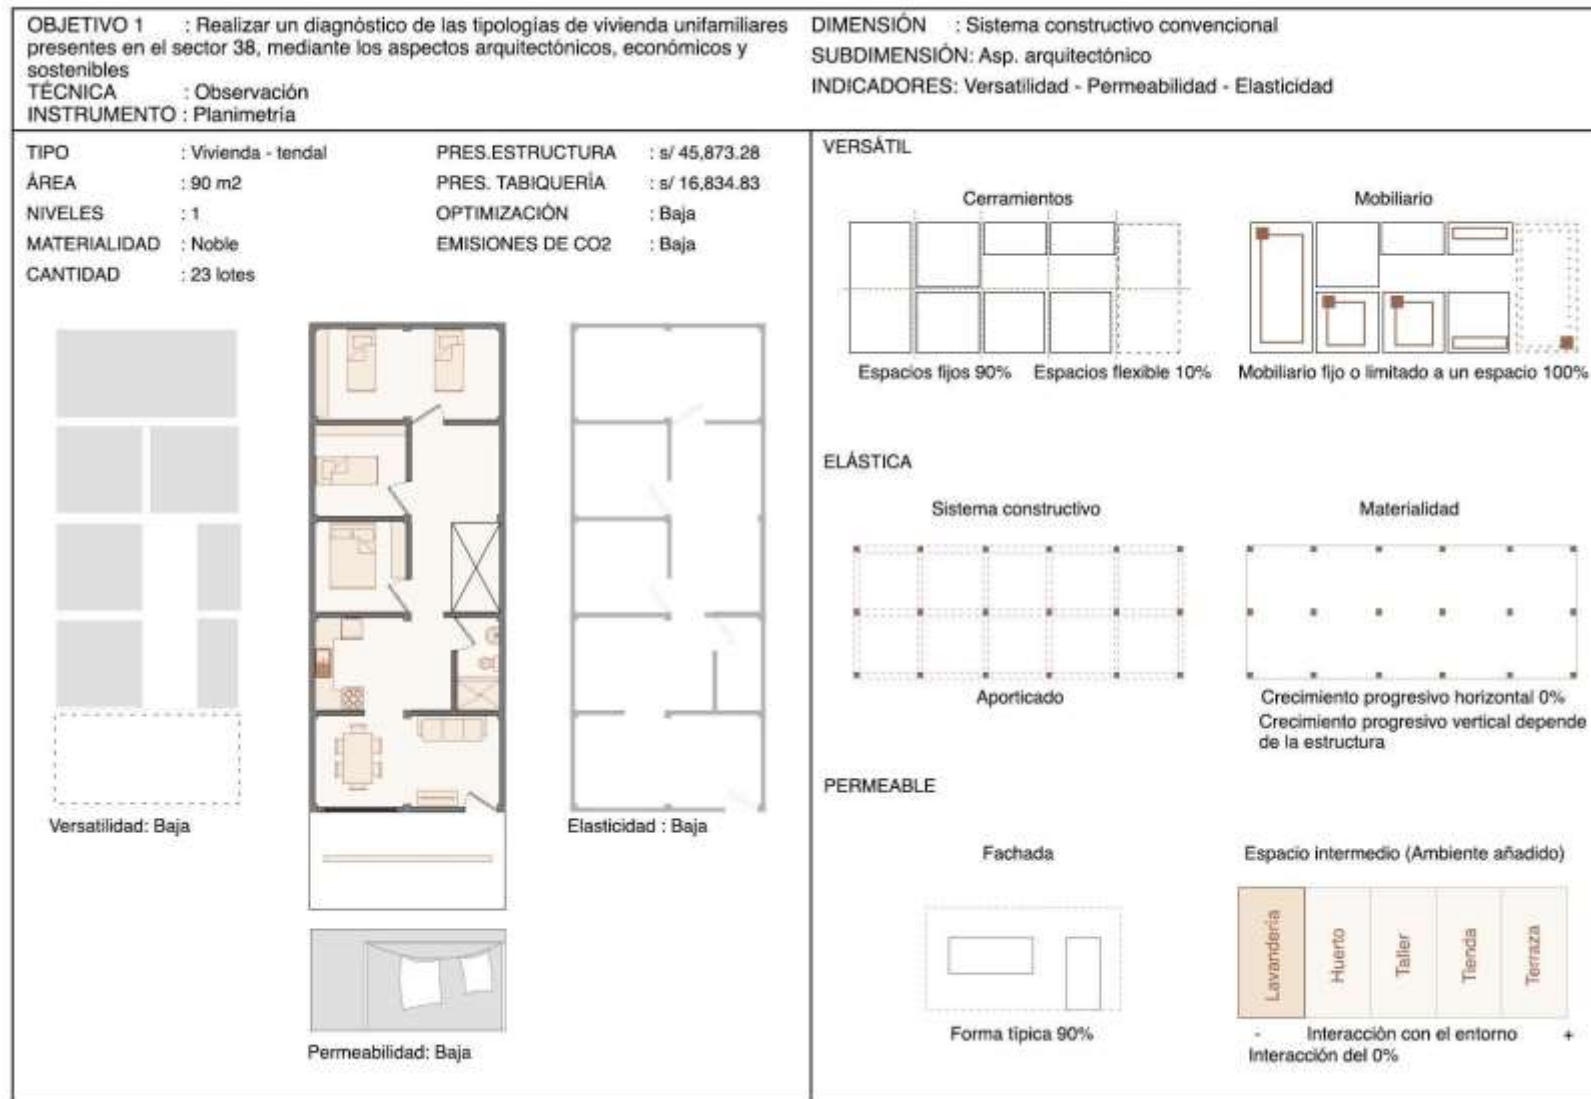 OBJETIVO 1 : Realizar un diagnóstico de las tipologías de vivienda unifamiliares
presentes en el sector 38, mediante los aspectos arquitectónicos, económicos y
sostenibles
TÉCNICA : Observación
INSTRUMENTO : Planimetría
DIMENSIÓN : Sistema constructivo convencional
SUBDIMENSIÓN: Asp. arquitectónico
INDICADORES: Versatilidad - Permeabilidad - Elasticidad
TIPO : Vivienda - tendal
ÁREA : 90 m2
NIVELES : 1
MATERIALIDAD : Noble
CANTIDAD : 23 lotes
PRES.ESTRUCTURA : s/ 45,873.28
PRES. TABIQUERÍA : s/ 16,834.83
OPTIMIZACIÓN : Baja
EMISIONES DE CO2 : Baja
Versatilidad: Baja
Elasticidad : Baja
Permeabilidad: Baja
VERSÁTIL
Cerramientos
Espacios fijos 90% Espacios flexible 10%
Mobiliario
Mobiliario fijo o limitado a un espacio 100%
ELÁSTICA
Sistema constructivo
Aporticado
Materialidad
Crecimiento progresivo horizontal 0%
Crecimiento progresivo vertical depende
de la estructura
PERMEABLE
Fachada
Forma típica 90%
Espacio intermedio (Ambiente añadido)
Lavandería
Huerto
Taller
Tienda
Terraza
- Interacción con el entorno +
Interacción del 0%